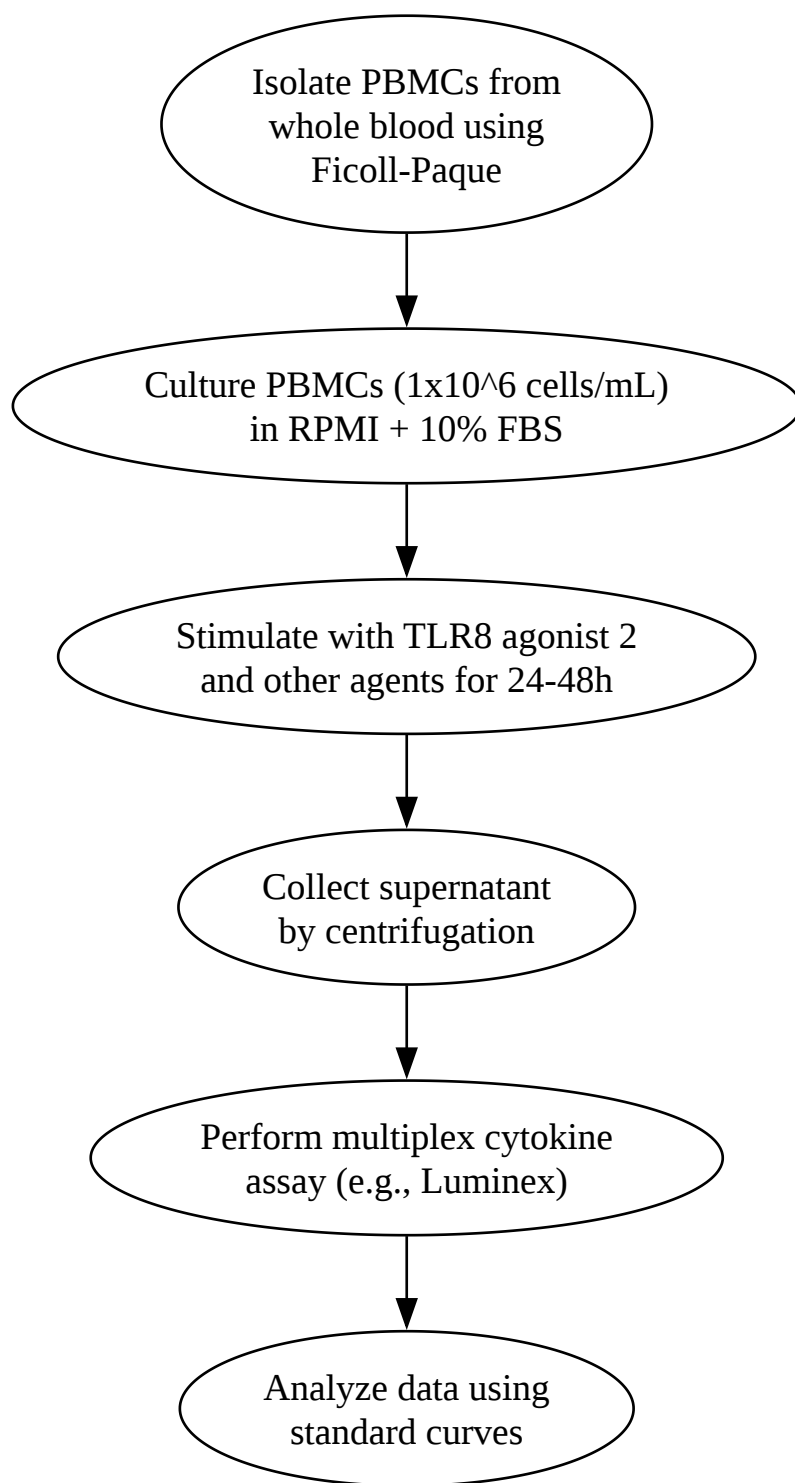 Isolate PBMCs from
whole blood using
Ficoll-Paque
Culture PBMCs (1x10^6 cells/mL)
in RPMI + 10% FBS
Stimulate with TLR8 agonist 2
and other agents for 24-48h
Collect supernatant
by centrifugation
Perform multiplex cytokine
assay (e.g., Luminex)
Analyze data using
standard curves